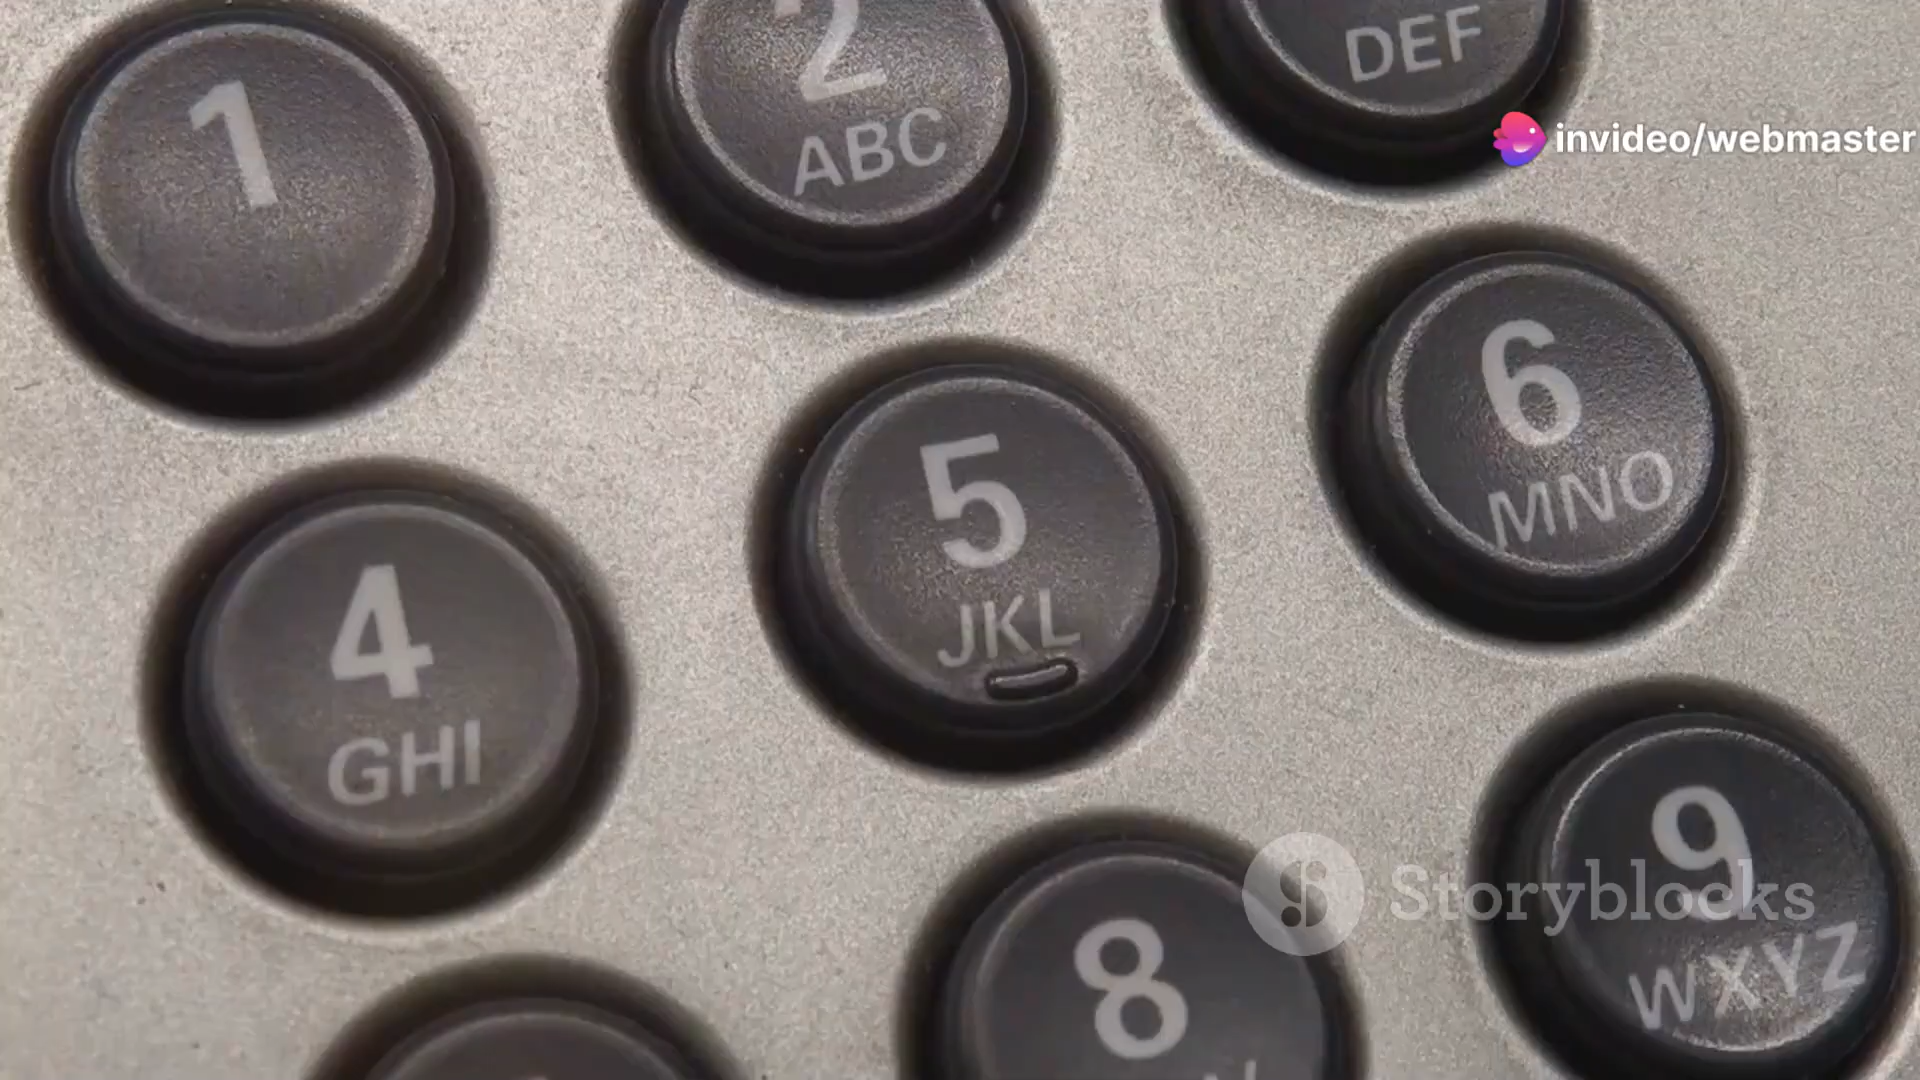 1
2
ABC
DEF
invideo/webmaster
4
GHI
5
JKL
6
MNO
8
9
WXYZ
Storyblocks